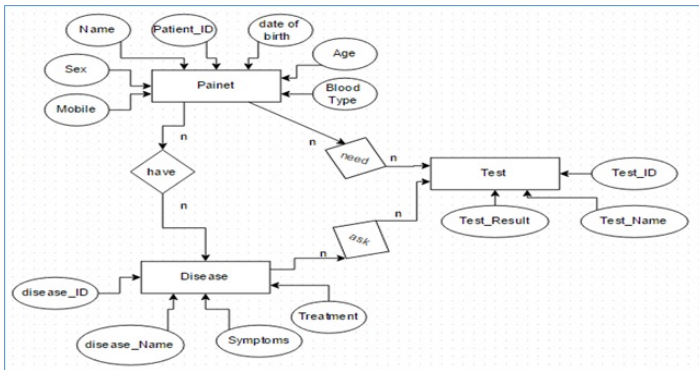 Name
Patient_ID
date of
birth
Sex
Age
Painet
Mobile
Blood
Type
n
n
have
need
n
n
Test
Test_ID
n
n
Test_Result
Test_Name
ask
n
Disease
disease_ID
Treatment
disease_Name
Symptoms